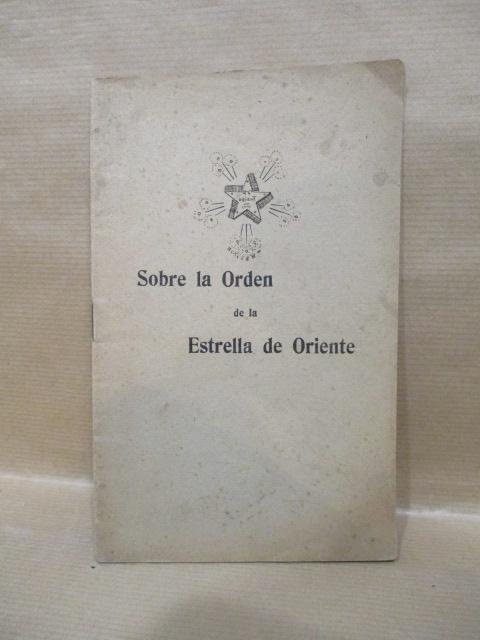 Sobre la Orden
de la
Estrella de Oriente